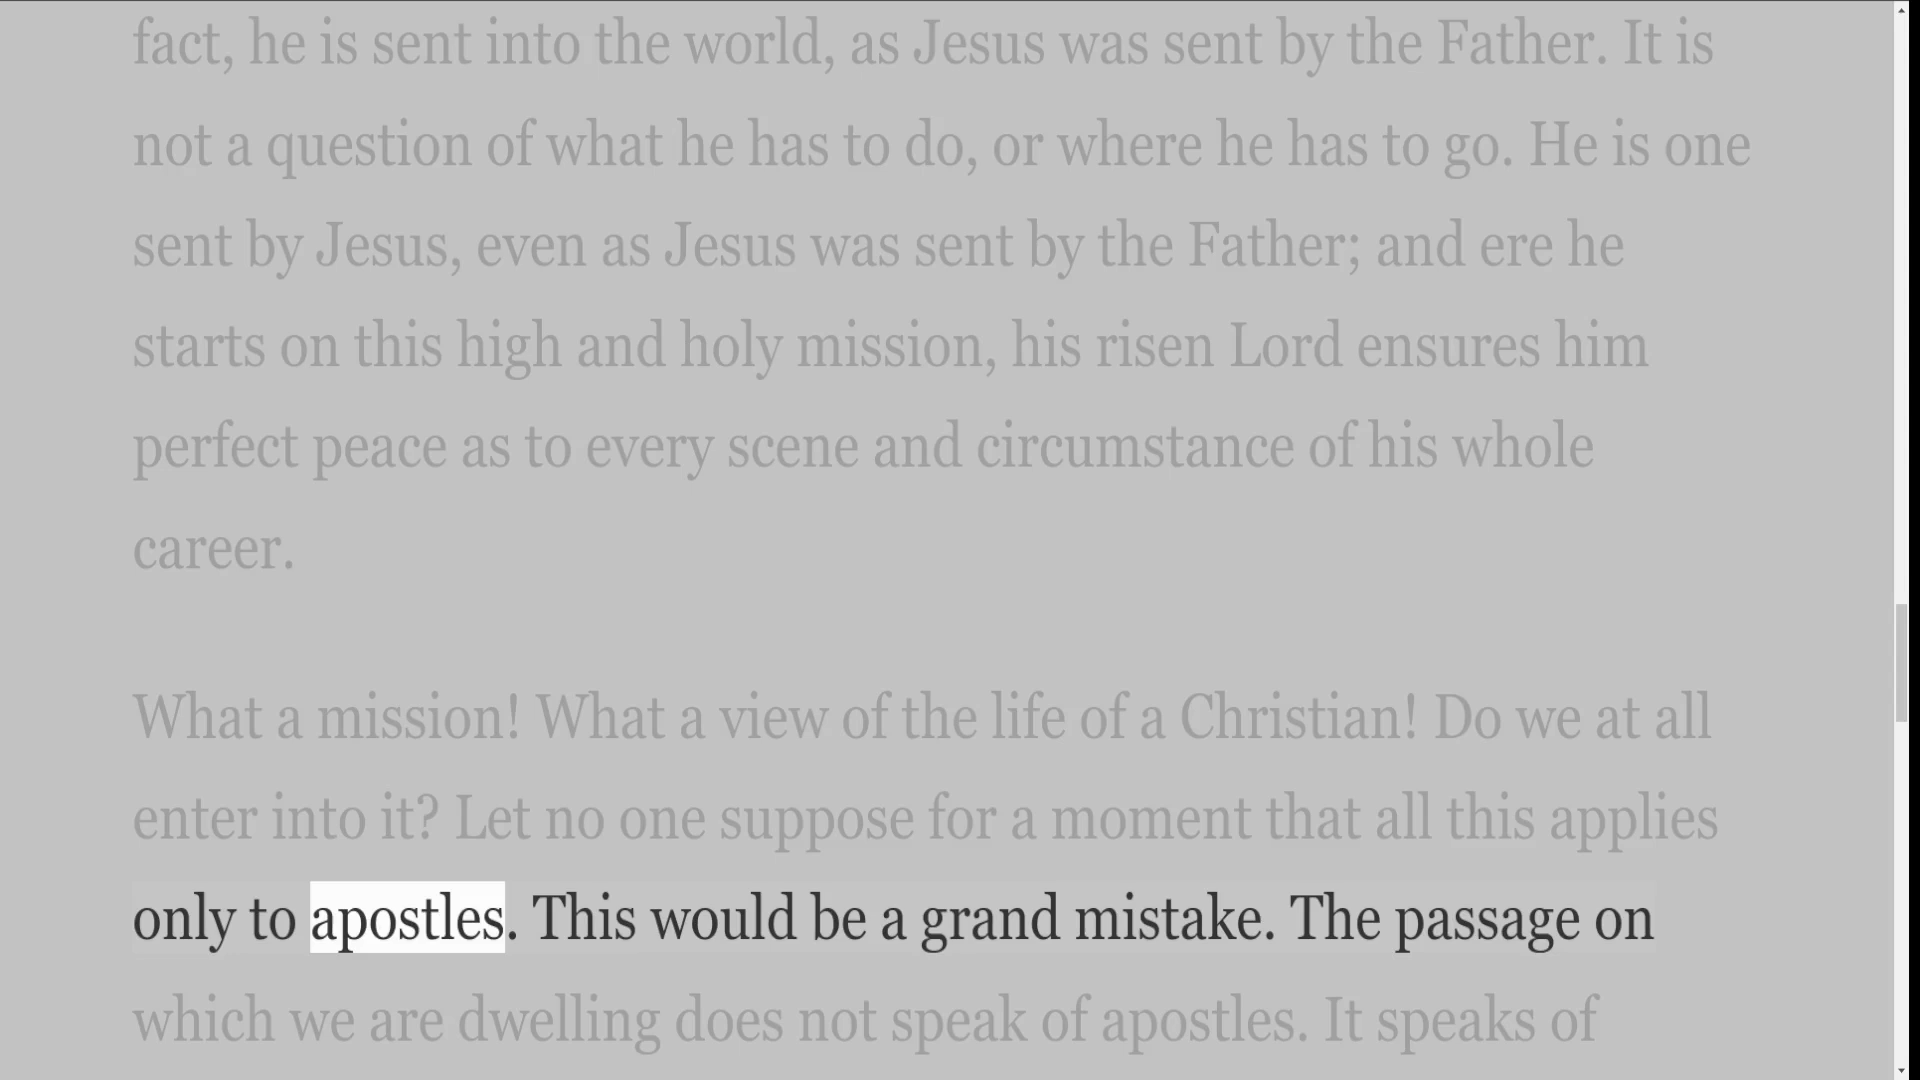 fact, he is sent into the world, as Jesus was sent by the Father. It is
not a question of what he has to do, or where he has to go. He is one
sent by Jesus, even as Jesus was sent by the Father; and ere he
starts on this high and holy mission, his risen Lord ensures him
perfect peace as to every scene and circumstance of his whole
career.
What a mission! What a view of the life of a Christian! Do we at all
enter into it? Let no one suppose for a moment that all this applies
only to apostles. This would be a grand mistake. The passage on
which we are dwelling does not speak of apostles. It speaks of